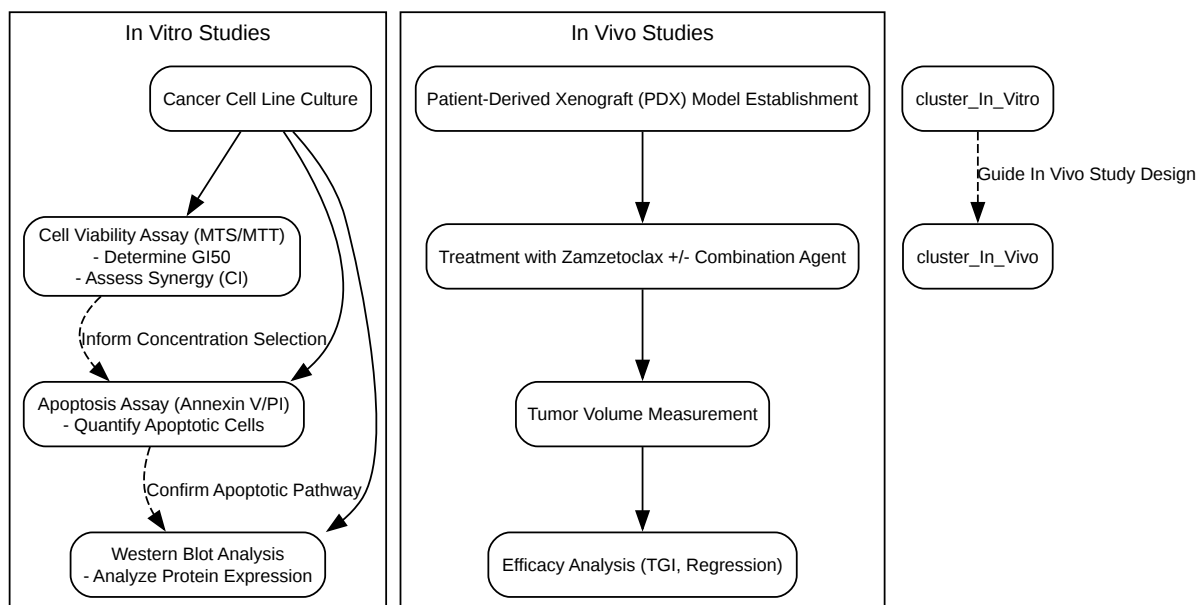 In Vitro Studies
Cancer Cell Line Culture
Cell Viability Assay (MTS/MTT)
- Determine GI50
- Assess Synergy (CI)
Inform Concentration Selection
Apoptosis Assay (Annexin V/PI)
- Quantify Apoptotic Cells
Confirm Apoptotic Pathway
Western Blot Analysis
- Analyze Protein Expression
In Vivo Studies
Patient-Derived Xenograft (PDX) Model Establishment
Treatment with Zamzetoclax +/- Combination Agent
Tumor Volume Measurement
Efficacy Analysis (TGI, Regression)
cluster_In_Vitro
Guide In Vivo Study Design
cluster_In_Vivo